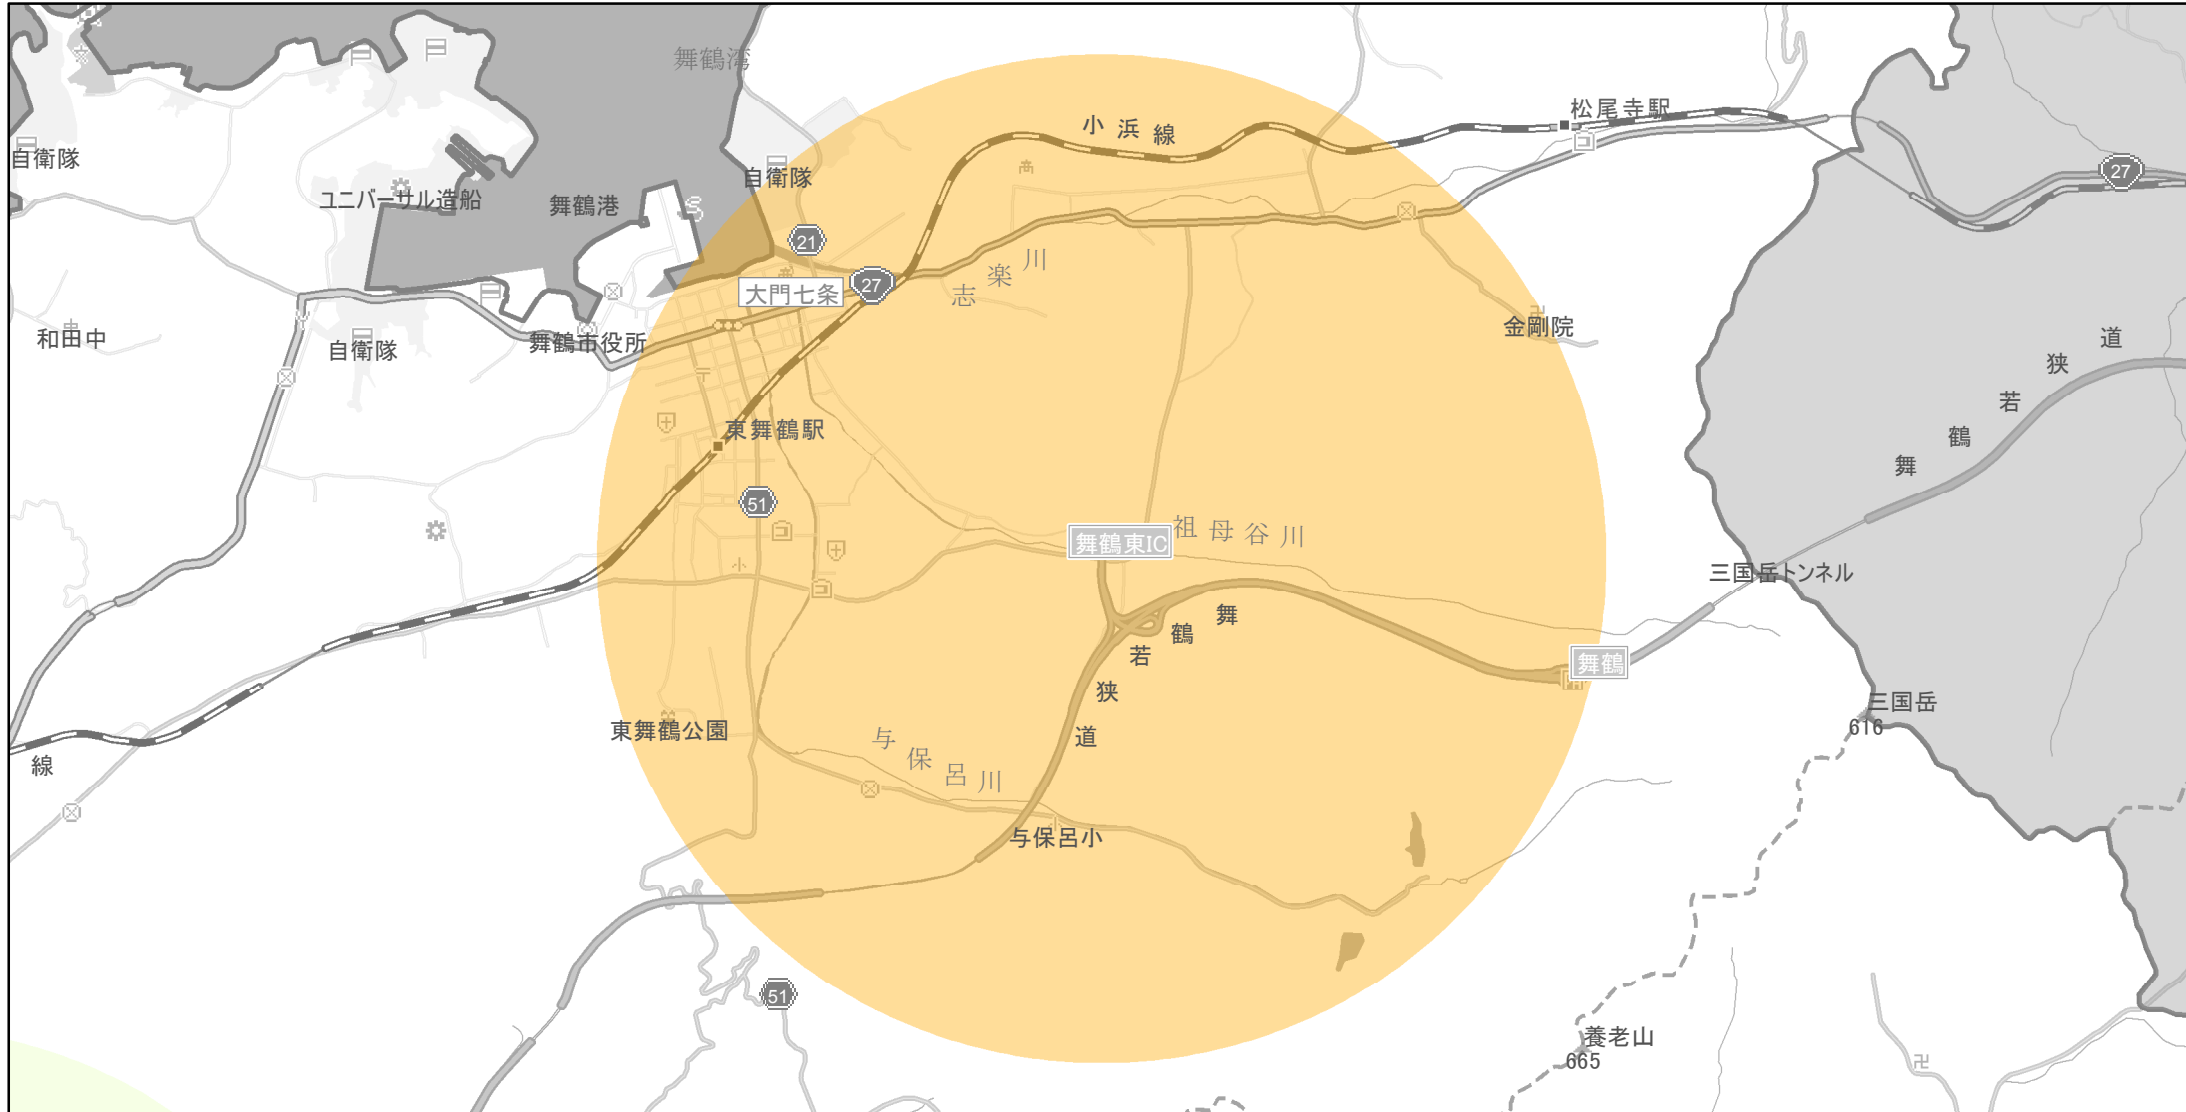 舞鶴湾
小浜線
松尾寺駅
自衛隊
自衛隊
27
ユニバーサル造船
舞鶴港
21
志楽川
大門七条
27
和田中
自衛隊
舞鶴市役所
金剛院
舞鶴若狭道
東舞鶴駅
51
舞鶴東IC
祖母谷川
三国岳トンネル
舞鶴若狭道
舞鶴
東舞鶴公園
三国岳
616
線
与保呂川
与保呂小
51
養老山
665